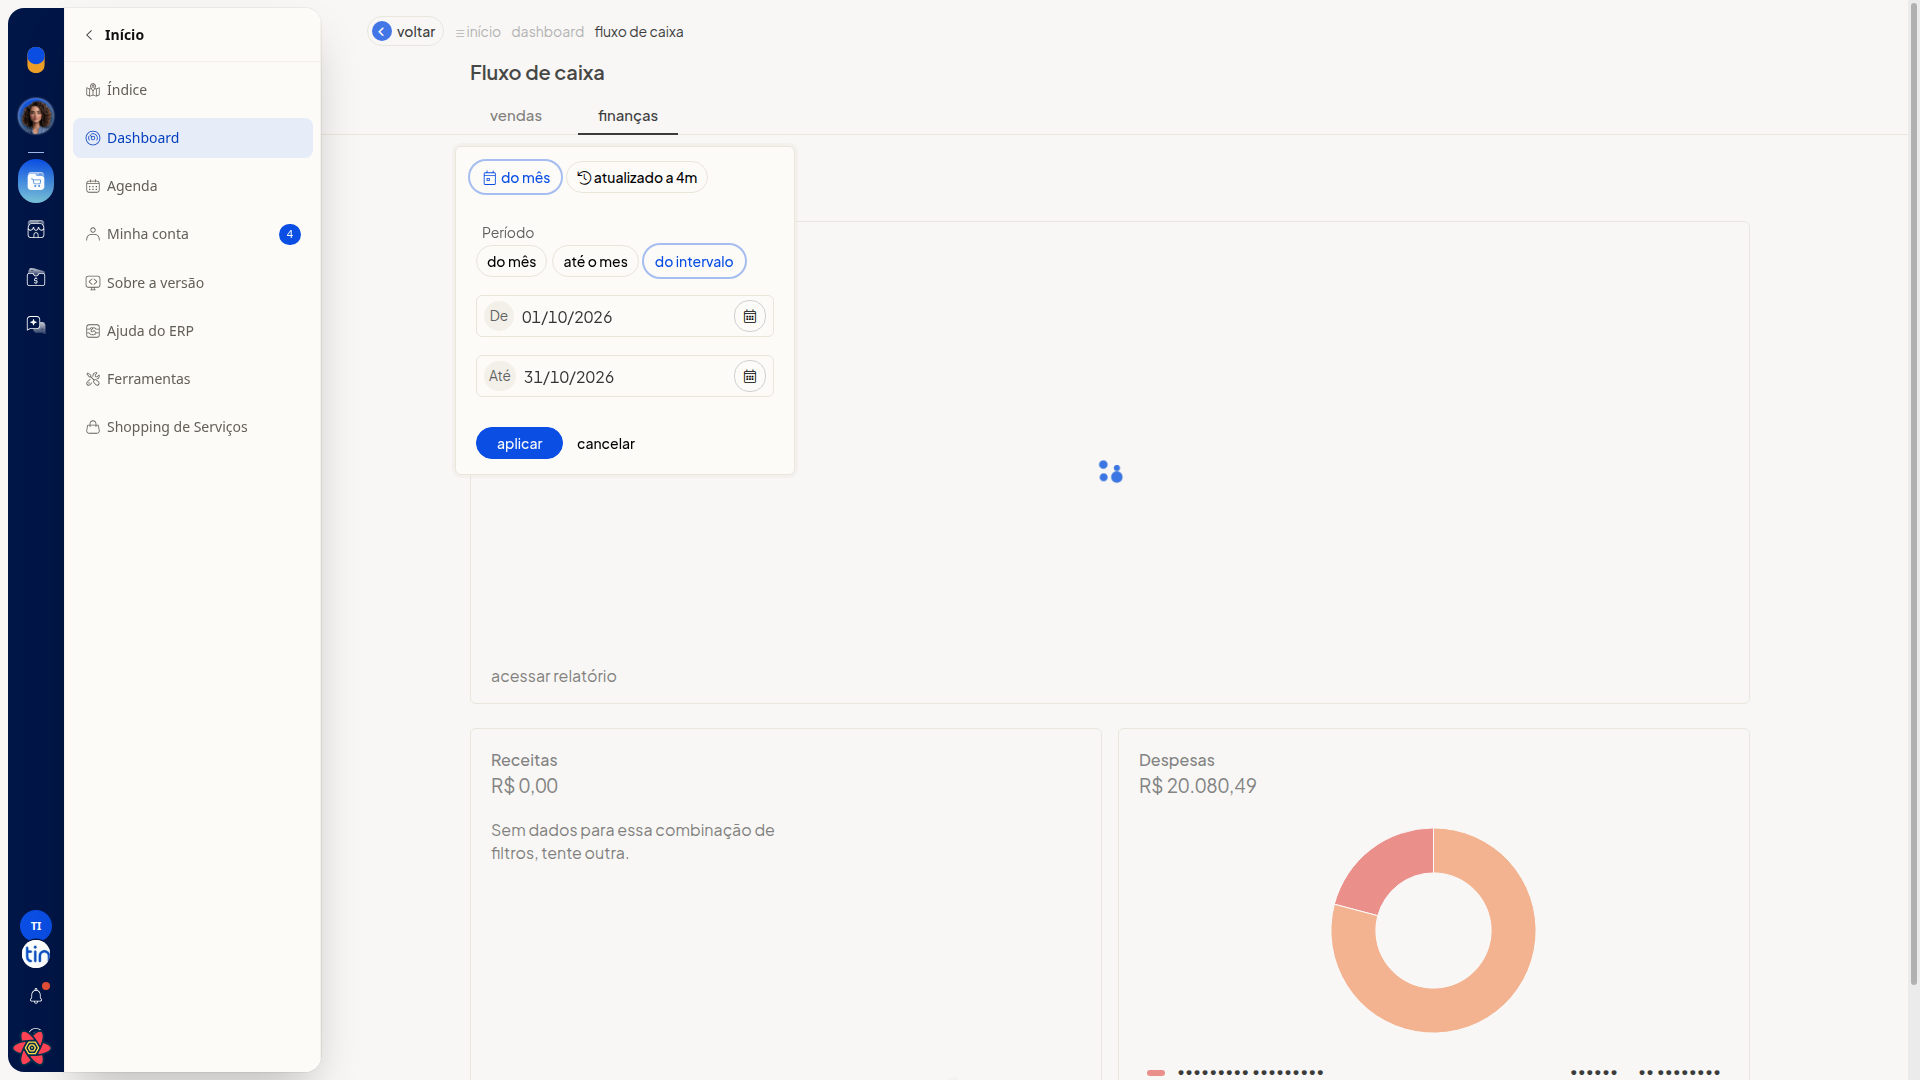 Início
Índice
Dashboard
Agenda
Minha conta
4
Sobre a versão
Ajuda do ERP
Ferramentas
Shopping de Serviços
TI
tin
voltar
início dashboard fluxo de caixa
Fluxo de caixa
vendas finanças
do mês atualizado a 4m
Período
do mês até o mes do intervalo
De 01/10/2026
Até 31/10/2026
aplicar cancelar
acessar relatório
Receitas
R$ 0,00
Sem dados para essa combinação de
filtros, tente outra.
Despesas
R$ 20.080,49